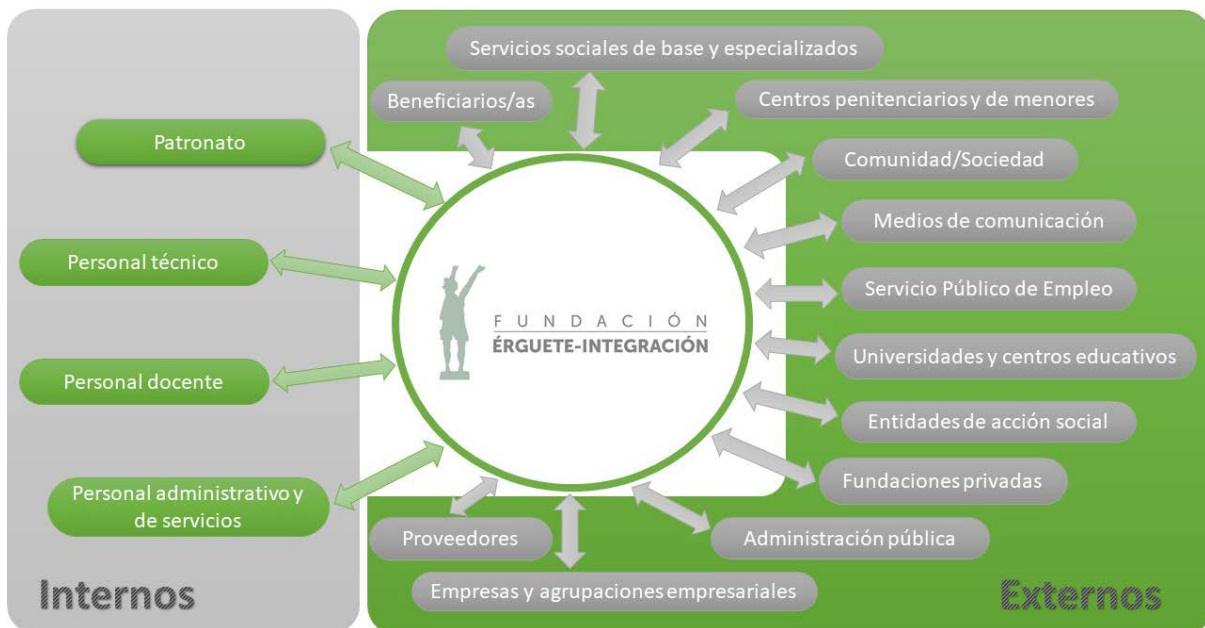 Servicios sociales de base y especializados
Beneficiarios/as
Centros penitenciarios y de menores
Patronato
Comunidad/Sociedad
Medios de comunicación
Personal técnico
Servicio Público de Empleo
FUNDACIÓN
ÉRGUETE-INTEGRACIÓN
Universidades y centros educativos
Personal docente
Entidades de acción social
Fundaciones privadas
Personal administrativo y
de servicios
Proveedores
Administración pública
Empresas y agrupaciones empresariales
Internos
Externos